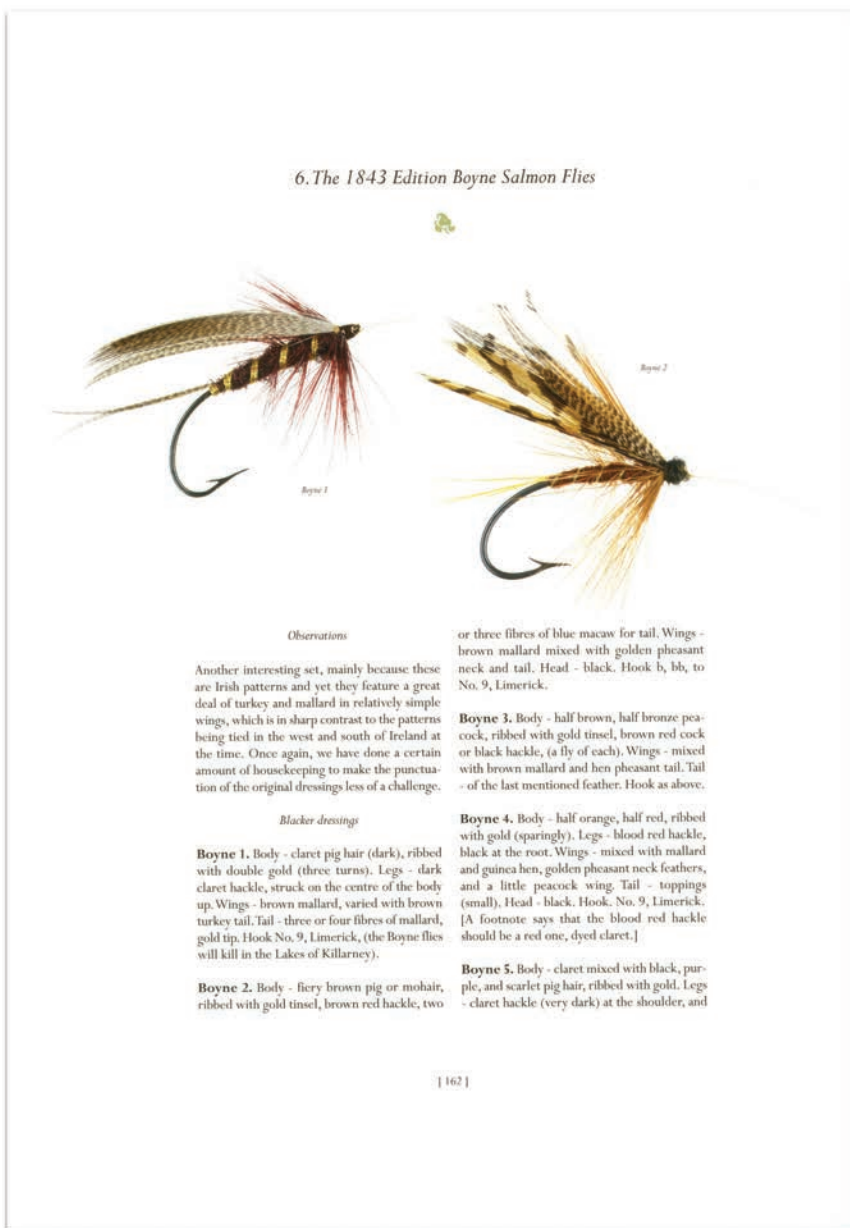 6. The 1843 Edition Boyne Salmon Flies
Boyne 2
Boyne 1
Observations
Another interesting set, mainly because these
are Irish patterns and yet they feature a great
deal of turkey and mallard in relatively simple
wings, which is in sharp contrast to the patterns
being tied in the west and south of Ireland at
the time. Once again, we have done a certain
amount of housekeeping to make the punctua-
tion of the original dressings less of a challenge.
Blacker dressings
Boyne 1. Body - claret pig hair (dark), ribbed
with double gold (three turns). Legs - dark
claret hackle, struck on the centre of the body
up. Wings - brown mallard, varied with brown
turkey tail. Tail - three or four fibres of mallard,
gold tip. Hook No. 9, Limerick, (the Boyne flies
will kill in the Lakes of Killarney).
Boyne 2. Body - fiery brown pig or mohair,
ribbed with gold tinsel, brown red hackle, two
or three fibres of blue macaw for tail. Wings -
brown mallard mixed with golden pheasant
neck and tail. Head - black. Hook b, bb, to
No. 9, Limerick.
Boyne 3. Body - half brown, half bronze pea-
cock, ribbed with gold tinsel, brown red cock
or black hackle, (a fly of each). Wings - mixed
with brown mallard and hen pheasant tail. Tail
- of the last mentioned feather. Hook as above.
Boyne 4. Body - half orange, half red, ribbed
with gold (sparingly). Legs - blood red hackle,
black at the root. Wings - mixed with mallard
and guinea hen, golden pheasant neck feathers,
and a little peacock wing. Tail - toppings
(small). Head - black. Hook. No. 9, Limerick.
[A footnote says that the blood red hackle
should be a red one, dyed claret.]
Boyne 5. Body - claret mixed with black, pur-
ple, and scarlet pig hair, ribbed with gold. Legs
- claret hackle (very dark) at the shoulder, and
[ 162 ]